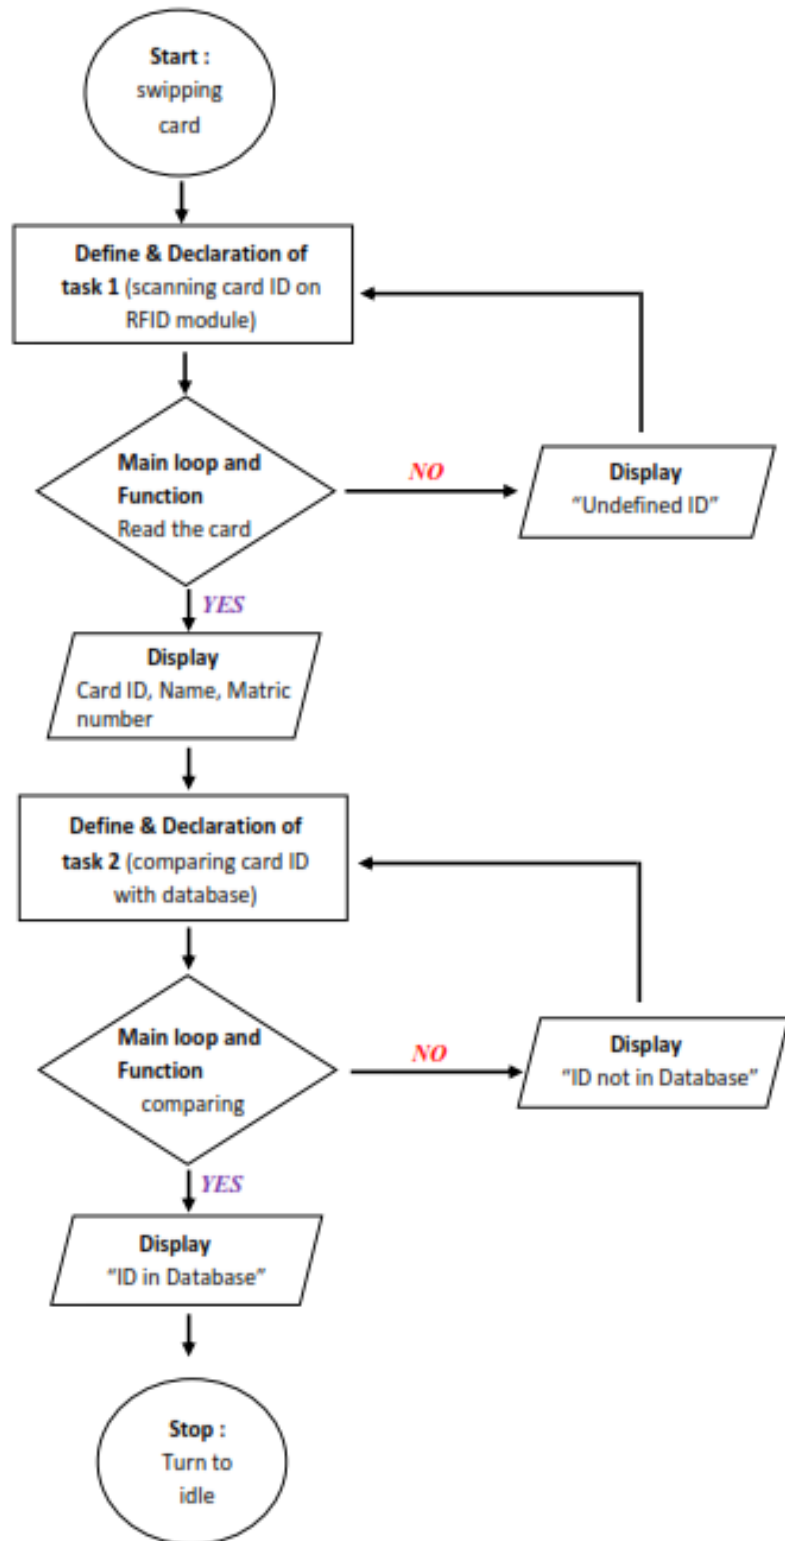 Start :
swipping
card
Define & Declaration of
task 1 (scanning card ID on
RFID module)
Main loop and
Function
Read the card
NO
Display
“Undefined ID”
YES
Display
Card ID, Name, Matric
number
Define & Declaration of
task 2 (comparing card ID
with database)
Main loop and
Function
comparing
NO
Display
“ID not in Database”
YES
Display
“ID in Database”
Stop :
Turn to
idle